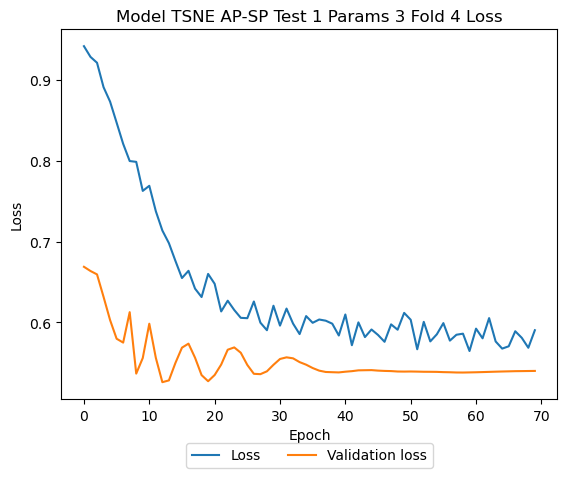 Model TSNE AP-SP Test 1 Params 3 Fold 4 Loss
0.9
0.8
0.7
0.6
Loss
0 10 20 30 40 50 60 70
Epoch
Loss Validation loss